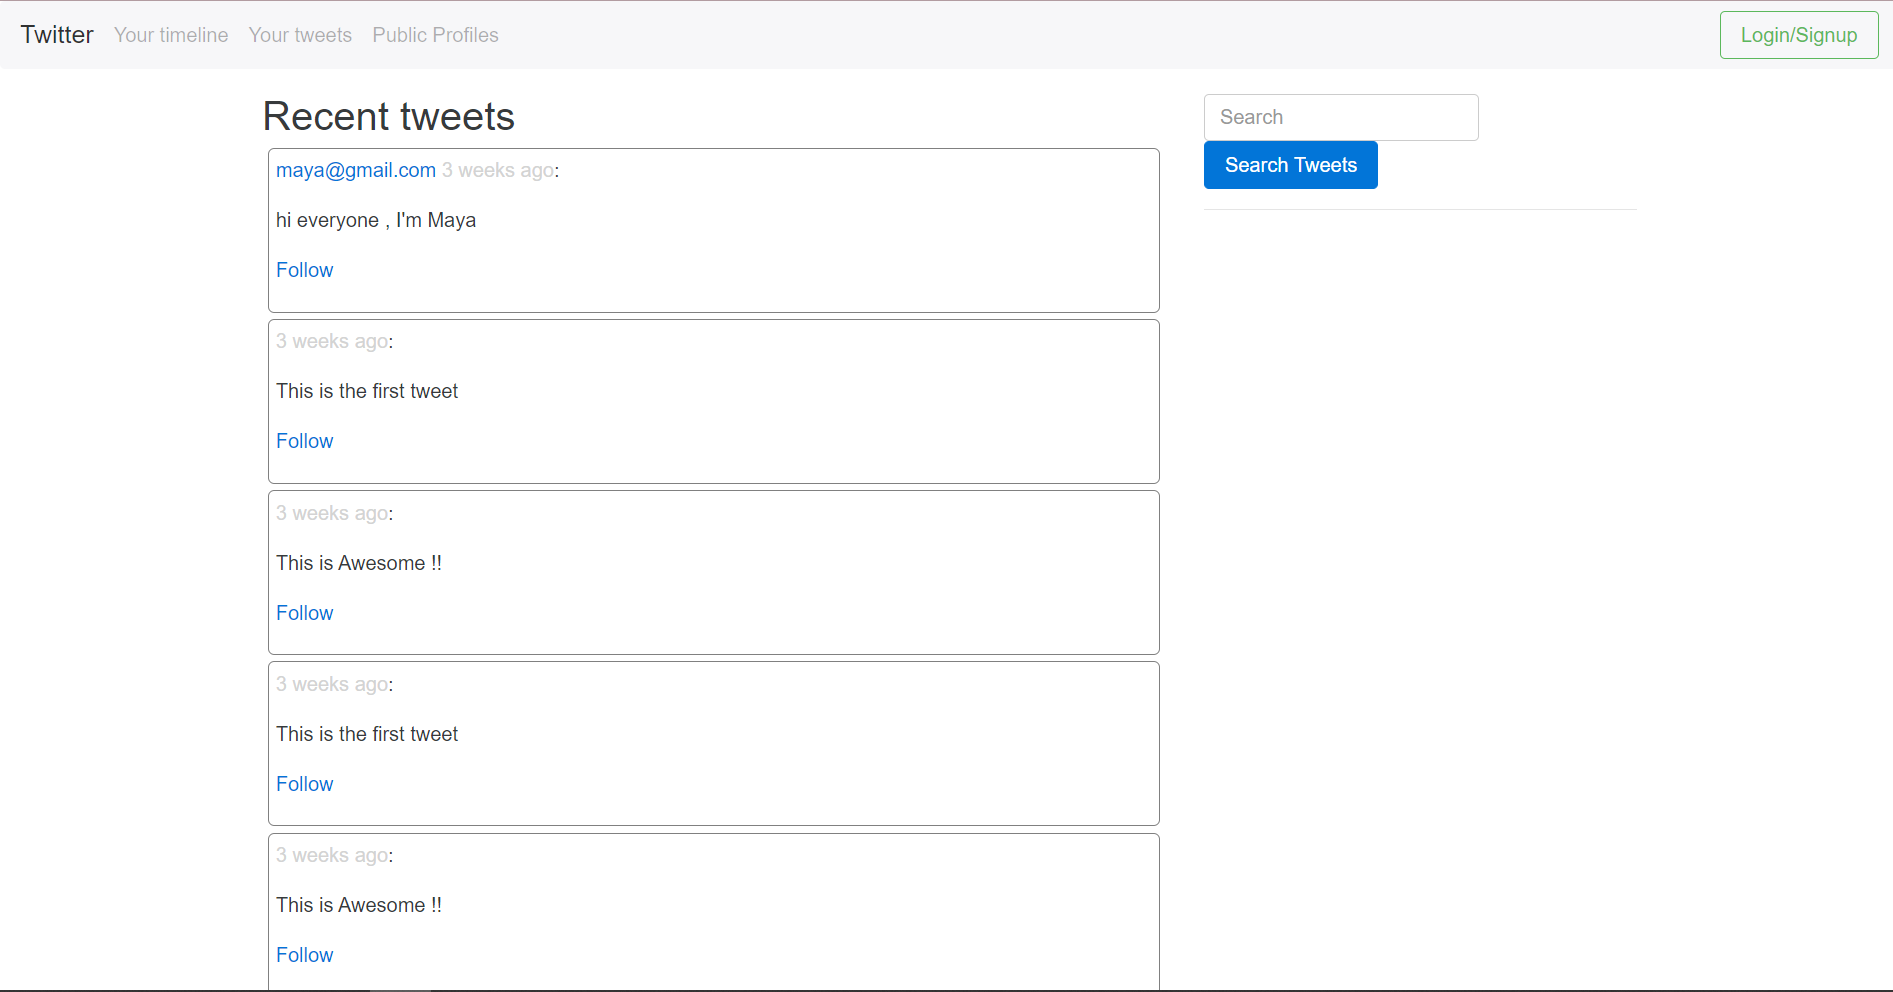 Twitter Your timeline Your tweets Public Profiles Login/Signup
Recent tweets
maya@gmail.com 3 weeks ago:
hi everyone , I'm Maya
Follow
3 weeks ago:
This is the first tweet
Follow
3 weeks ago:
This is Awesome !!
Follow
3 weeks ago:
This is the first tweet
Follow
3 weeks ago:
This is Awesome !!
Follow
Search
Search Tweets